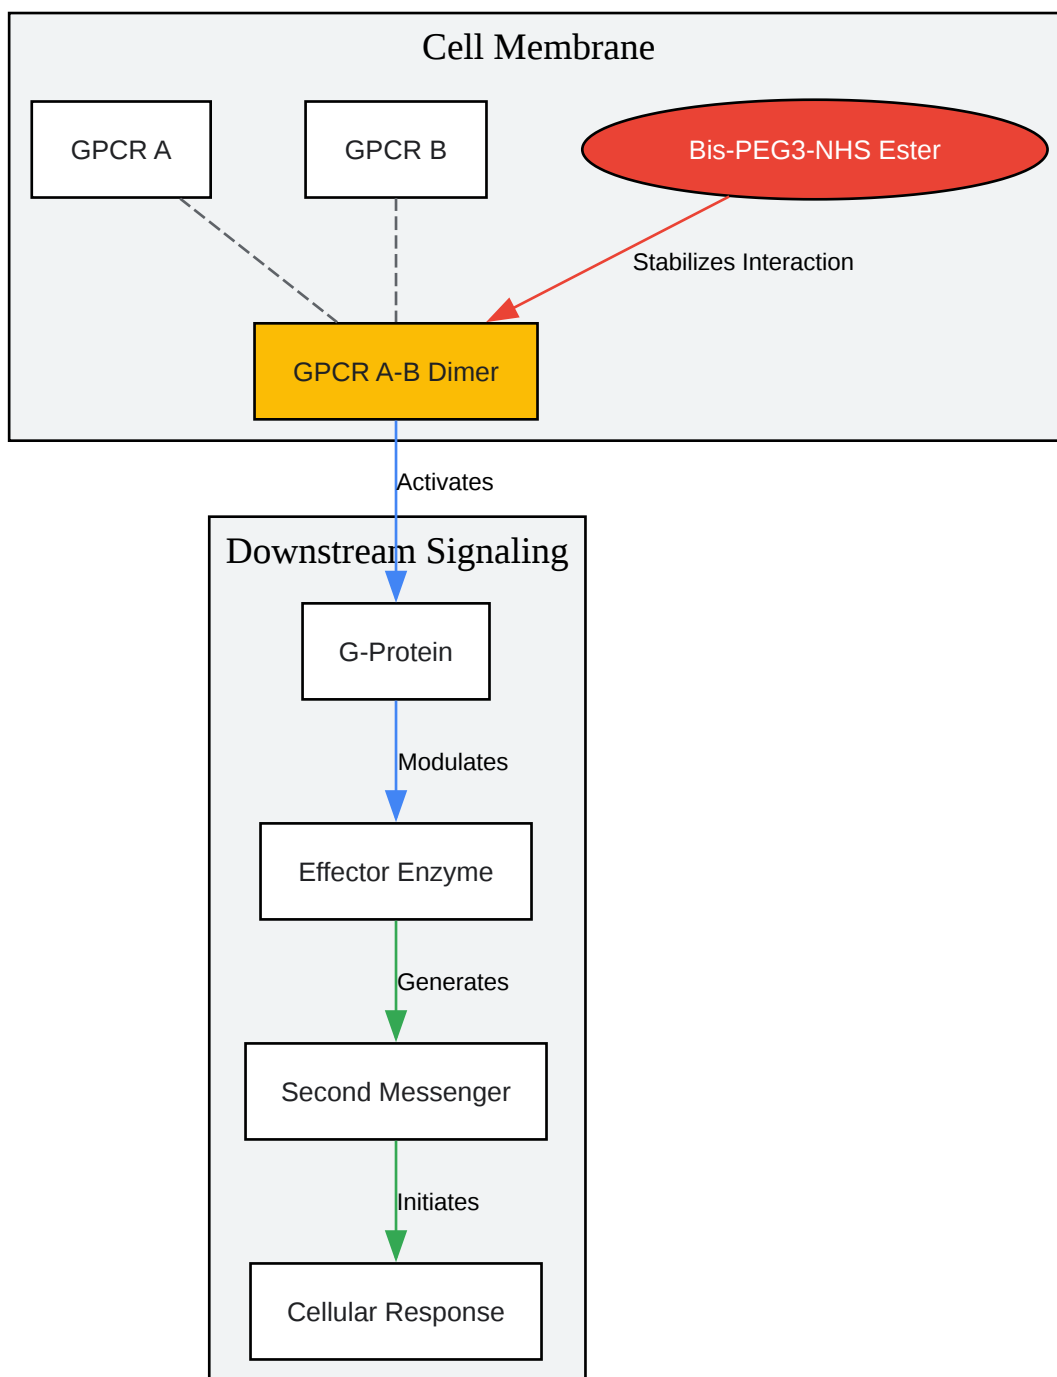 Cell Membrane
GPCR A
GPCR B
Bis-PEG3-NHS Ester
Stabilizes Interaction
GPCR A-B Dimer
Activates
Downstream Signaling
G-Protein
Modulates
Effector Enzyme
Generates
Second Messenger
Initiates
Cellular Response